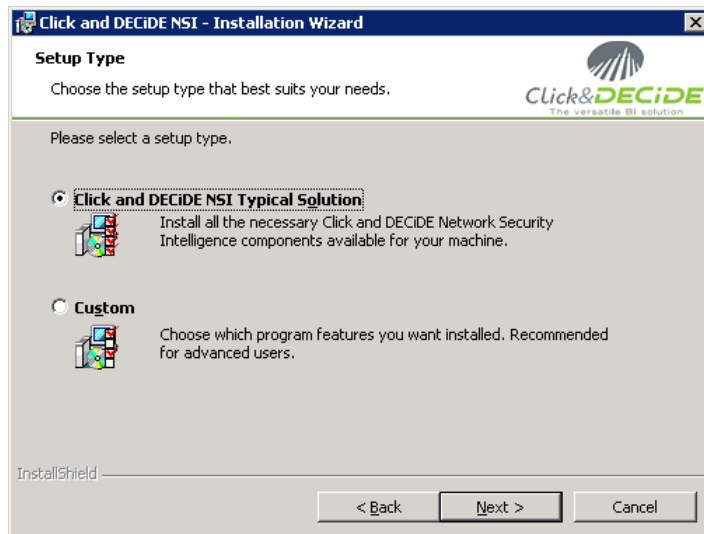 Click and DECiDE NSI - Installation Wizard
Setup Type
Choose the setup type that best suits your needs.
Click&DECiDE
The versatile BI solution
Please select a setup type.
Click and DECiDE NSI Typical Solution
Install all the necessary Click and DECiDE Network Security
Intelligence components available for your machine.
Custom
Choose which program features you want installed. Recommended
for advanced users.
InstallShield
< Back
Next >
Cancel